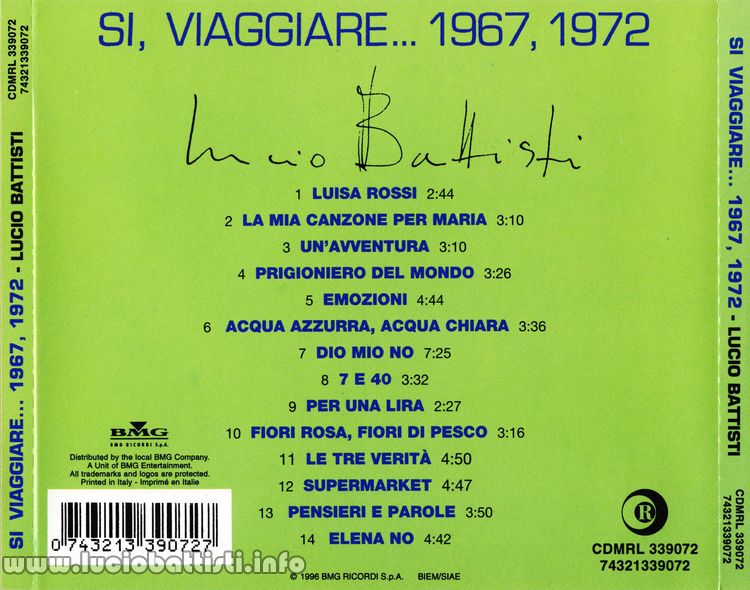 SI, VIAGGIARE... 1967, 1972
Lucio Battisti
1 LUISA ROSSI 2:44
2 LA MIA CANZONE PER MARIA 3:10
3 UN'AVVENTURA 3:10
4 PRIGIONIERO DEL MONDO 3:26
5 EMOZIONI 4:44
6 ACQUA AZZURRA, ACQUA CHIARA 3:36
7 DIO MIO NO 7:25
8 7 E 40 3:32
9 PER UNA LIRA 2:27
10 FIORI ROSA, FIORI DI PESCO 3:16
11 LE TRE VERITÀ 4:50
12 SUPERMARKET 4:47
13 PENSIERI E PAROLE 3:50
14 ELENA NO 4:42
BMG
BMG RICORDI S.p.A.
Distributed by the local BMG Company.
A Unit of BMG Entertainment.
All trademarks and logos are protected.
Printed in Italy - Imprimé en Italie
0 743213 390727
www.luciobattisti.info
© 1996 BMG RICORDI S.p.A. BIEM/SIAE
R
CDMRL 339072
74321339072
SI VIAGGIARE... 1967, 1972 - LUCIO BATTISTI
CDMRL 339072
74321339072
SI VIAGGIARE... 1967, 1972 - LUCIO BATTISTI
CDMRL 339072
74321339072